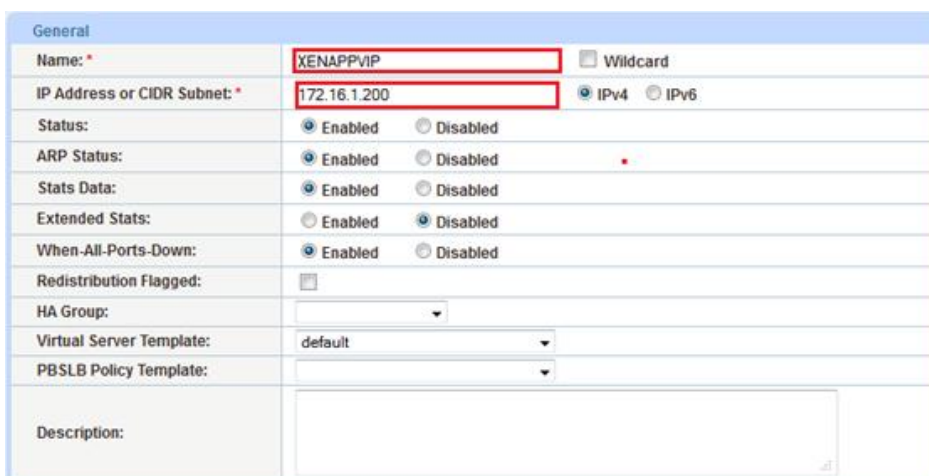 General
Name: * XENAPPVIP Wildcard
IP Address or CIDR Subnet: * 172.16.1.200 IPv4 IPv6
Status: Enabled Disabled
ARP Status: Enabled Disabled
Stats Data: Enabled Disabled
Extended Stats: Enabled Disabled
When-All-Ports-Down: Enabled Disabled
Redistribution Flagged:
HA Group:
Virtual Server Template: default
PBSLB Policy Template:
Description: